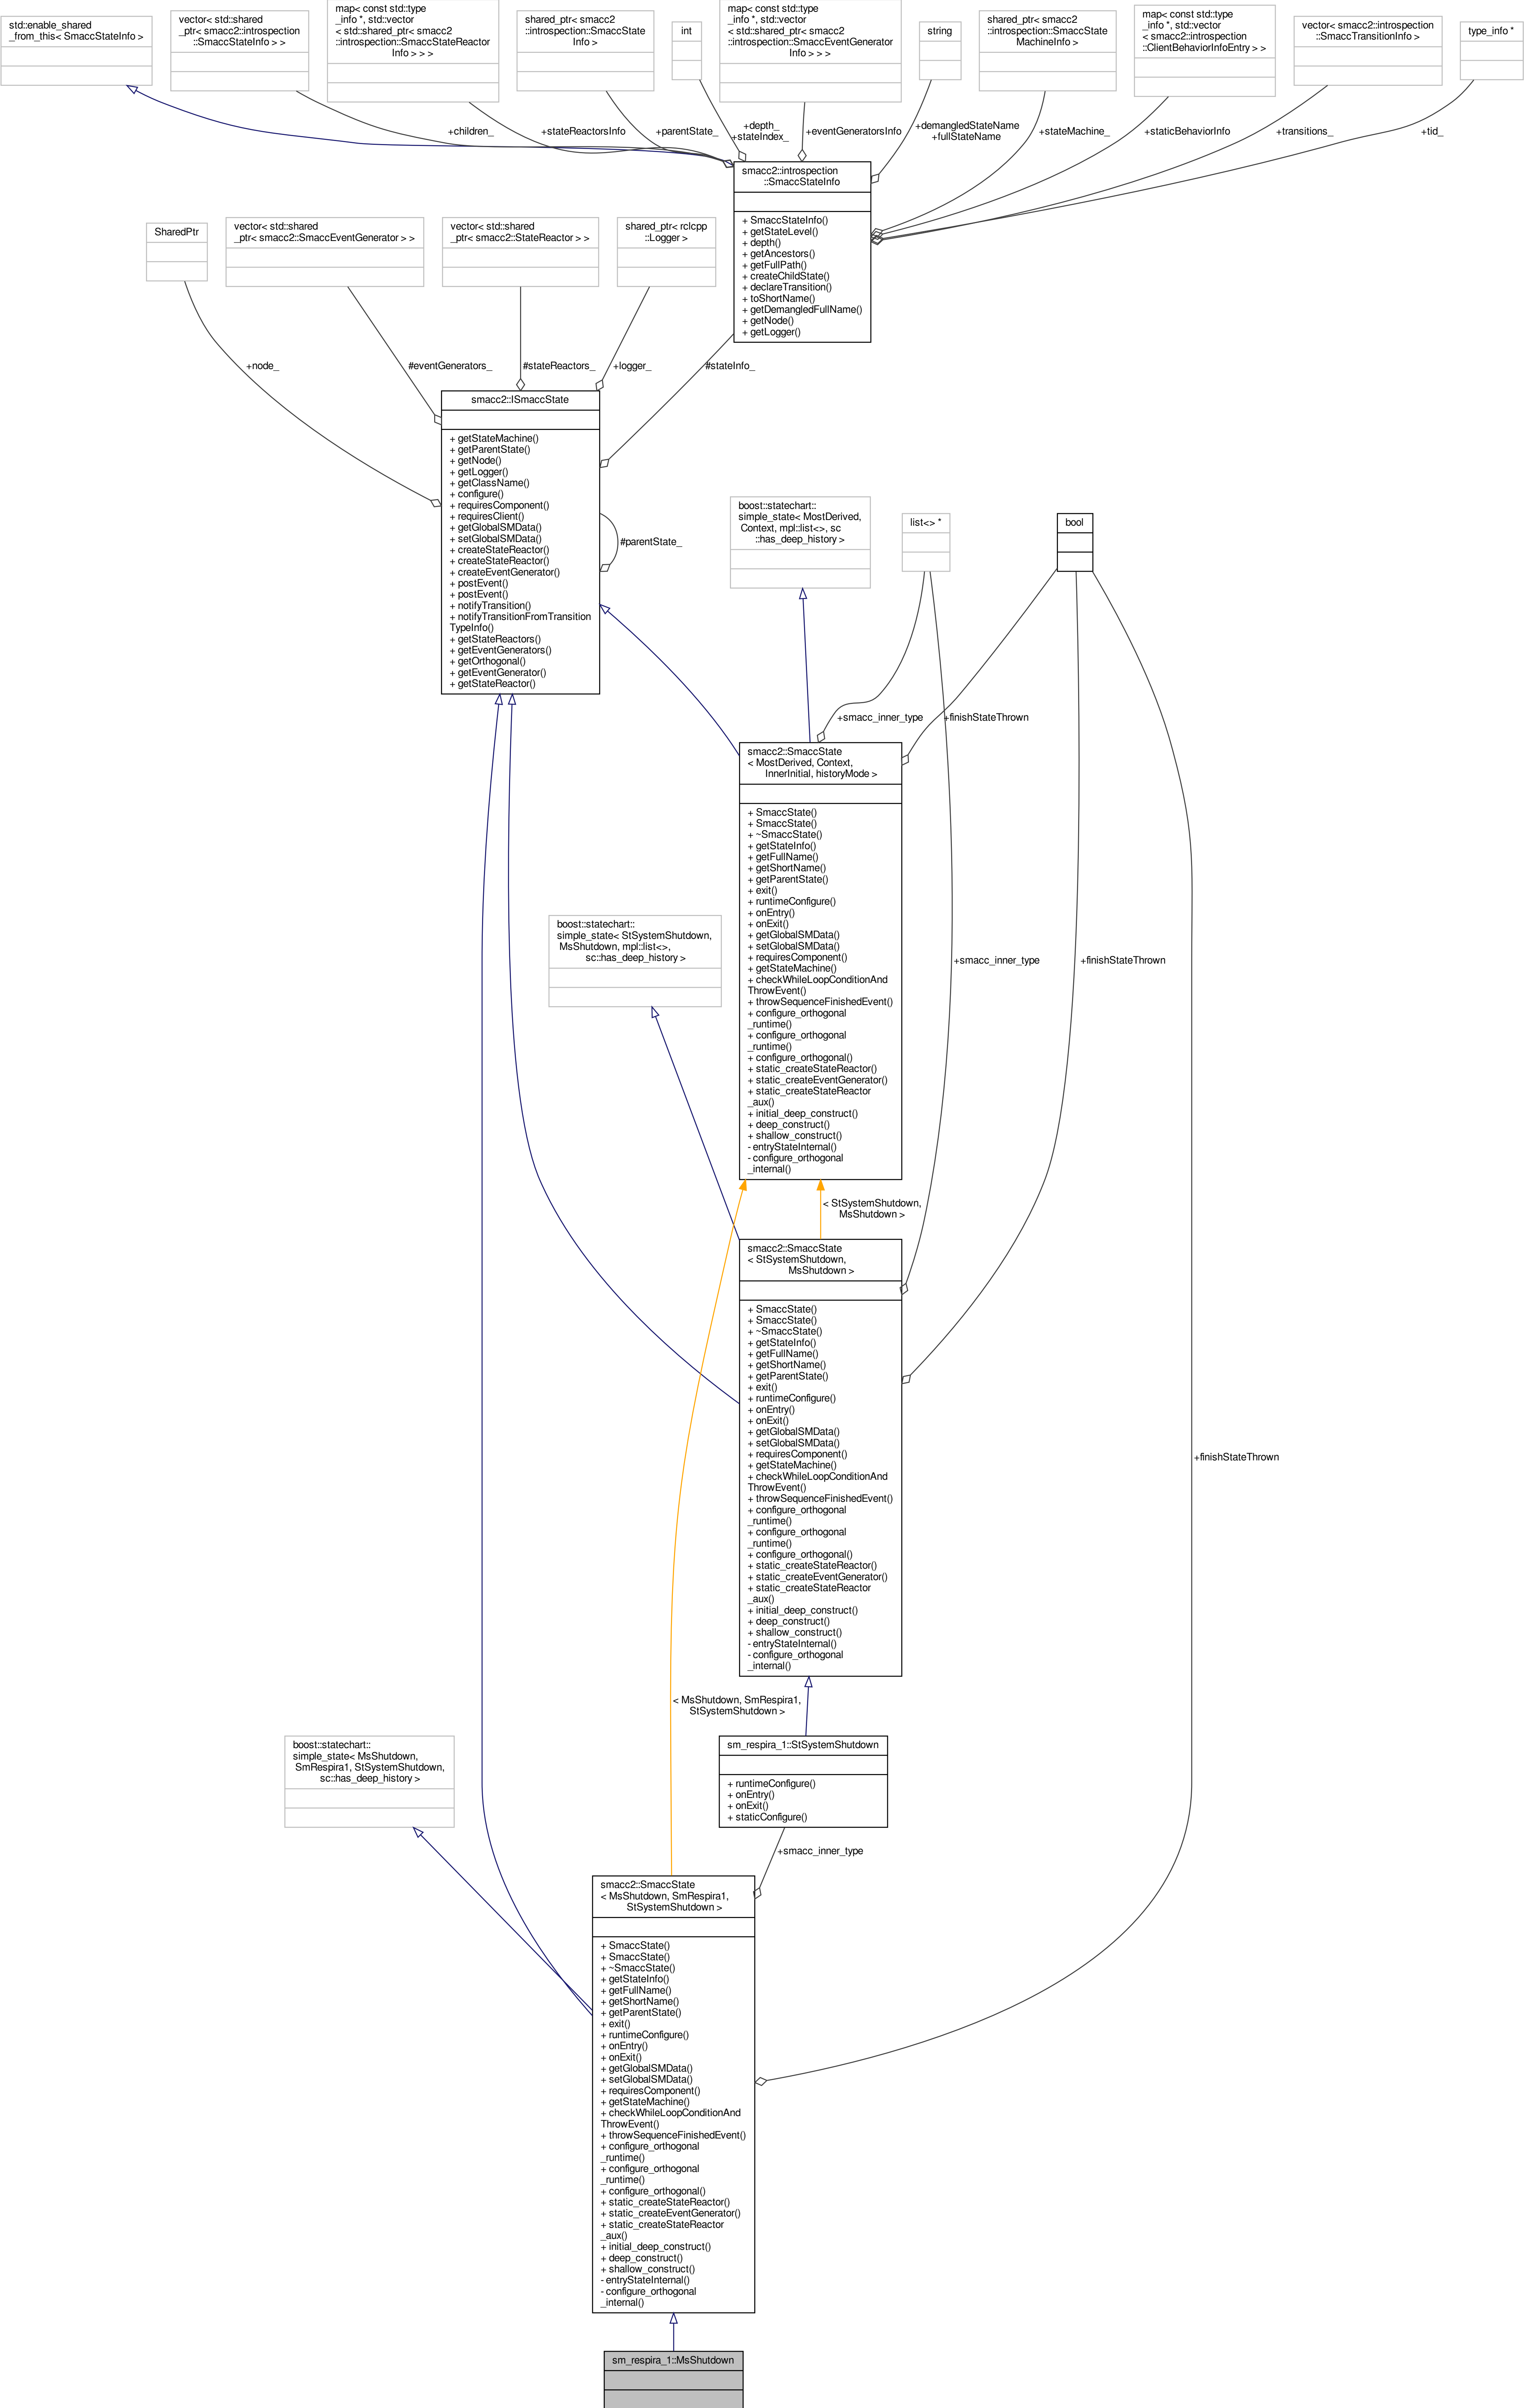 std::enable_shared
_from_this< SmaccStateInfo >
vector< std::shared
_ptr< smacc2::introspection
::SmaccStateInfo > >
map< const std::type
_info *, std::vector
< std::shared_ptr< smacc2
::introspection::SmaccStateReactor
Info > > >
shared_ptr< smacc2
::introspection::SmaccState
Info >
int
map< const std::type
_info *, std::vector
< std::shared_ptr< smacc2
::introspection::SmaccEventGenerator
Info > > >
string
shared_ptr< smacc2
::introspection::SmaccState
MachineInfo >
map< const std::type
_info *, std::vector
< smacc2::introspection
::ClientBehaviorInfoEntry > >
vector< smacc2::introspection
::SmaccTransitionInfo >
type_info *
+children_
+stateReactorsInfo
+parentState_
+depth_
+stateIndex_
+eventGeneratorsInfo
+demangledStateName
+fullStateName
+stateMachine_
+staticBehaviorInfo
+transitions_
+tid_
smacc2::introspection
::SmaccStateInfo
+ SmaccStateInfo()
+ getStateLevel()
+ depth()
+ getAncestors()
+ getFullPath()
+ createChildState()
+ declareTransition()
+ toShortName()
+ getDemangledFullName()
+ getNode()
+ getLogger()
SharedPtr
vector< std::shared
_ptr< smacc2::SmaccEventGenerator > >
vector< std::shared
_ptr< smacc2::StateReactor > >
shared_ptr< rclcpp
::Logger >
+node_
#eventGenerators_
#stateReactors_
+logger_
#stateInfo_
smacc2::ISmaccState
+ getStateMachine()
+ getParentState()
+ getNode()
+ getLogger()
+ getClassName()
+ configure()
+ requiresComponent()
+ requiresClient()
+ getGlobalSMData()
+ setGlobalSMData()
+ createStateReactor()
+ createStateReactor()
+ createEventGenerator()
+ postEvent()
+ postEvent()
+ notifyTransition()
+ notifyTransitionFromTransition
TypeInfo()
+ getStateReactors()
+ getEventGenerators()
+ getOrthogonal()
+ getEventGenerator()
+ getStateReactor()
#parentState_
boost::statechart::
simple_state< MostDerived,
Context, mpl::list<>, sc
::has_deep_history >
list<> *
bool
+smacc_inner_type
+finishStateThrown
smacc2::SmaccState
< MostDerived, Context,
InnerInitial, historyMode >
+ SmaccState()
+ SmaccState()
+ ~SmaccState()
+ getStateInfo()
+ getFullName()
+ getShortName()
+ getParentState()
+ exit()
+ runtimeConfigure()
+ onEntry()
+ onExit()
+ getGlobalSMData()
+ setGlobalSMData()
+ requiresComponent()
+ getStateMachine()
+ checkWhileLoopConditionAnd
ThrowEvent()
+ throwSequenceFinishedEvent()
+ configure_orthogonal
_runtime()
+ configure_orthogonal
_runtime()
+ configure_orthogonal()
+ static_createStateReactor()
+ static_createEventGenerator()
+ static_createStateReactor
_aux()
+ initial_deep_construct()
+ deep_construct()
+ shallow_construct()
- entryStateInternal()
- configure_orthogonal
_internal()
boost::statechart::
simple_state< StSystemShutdown,
MsShutdown, mpl::list<>,
sc::has_deep_history >
+smacc_inner_type
+finishStateThrown
< StSystemShutdown,
MsShutdown >
smacc2::SmaccState
< StSystemShutdown,
MsShutdown >
+ SmaccState()
+ SmaccState()
+ ~SmaccState()
+ getStateInfo()
+ getFullName()
+ getShortName()
+ getParentState()
+ exit()
+ runtimeConfigure()
+ onEntry()
+ onExit()
+ getGlobalSMData()
+ setGlobalSMData()
+ requiresComponent()
+ getStateMachine()
+ checkWhileLoopConditionAnd
ThrowEvent()
+ throwSequenceFinishedEvent()
+ configure_orthogonal
_runtime()
+ configure_orthogonal
_runtime()
+ configure_orthogonal()
+ static_createStateReactor()
+ static_createEventGenerator()
+ static_createStateReactor
_aux()
+ initial_deep_construct()
+ deep_construct()
+ shallow_construct()
- entryStateInternal()
- configure_orthogonal
_internal()
+finishStateThrown
< MsShutdown, SmRespira1,
StSystemShutdown >
boost::statechart::
simple_state< MsShutdown,
SmRespira1, StSystemShutdown,
sc::has_deep_history >
sm_respira_1::StSystemShutdown
+ runtimeConfigure()
+ onEntry()
+ onExit()
+ staticConfigure()
+smacc_inner_type
smacc2::SmaccState
< MsShutdown, SmRespira1,
StSystemShutdown >
+ SmaccState()
+ SmaccState()
+ ~SmaccState()
+ getStateInfo()
+ getFullName()
+ getShortName()
+ getParentState()
+ exit()
+ runtimeConfigure()
+ onEntry()
+ onExit()
+ getGlobalSMData()
+ setGlobalSMData()
+ requiresComponent()
+ getStateMachine()
+ checkWhileLoopConditionAnd
ThrowEvent()
+ throwSequenceFinishedEvent()
+ configure_orthogonal
_runtime()
+ configure_orthogonal
_runtime()
+ configure_orthogonal()
+ static_createStateReactor()
+ static_createEventGenerator()
+ static_createStateReactor
_aux()
+ initial_deep_construct()
+ deep_construct()
+ shallow_construct()
- entryStateInternal()
- configure_orthogonal
_internal()
sm_respira_1::MsShutdown